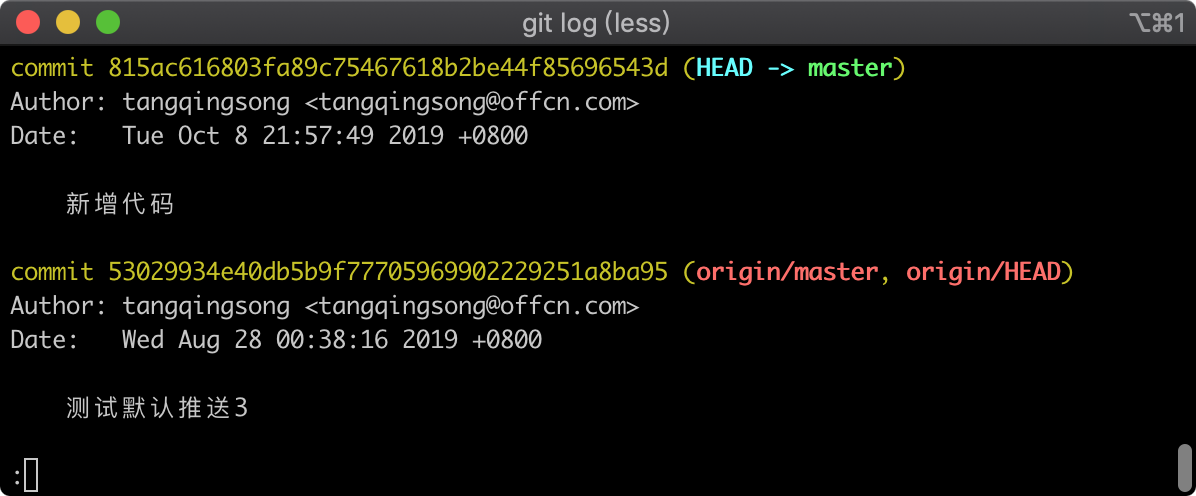 git log (less)
⌥⌘1
commit 815ac616803fa89c75467618b2be44f85696543d (HEAD -> master)
Author: tangqingsong <tangqingsong@offcn.com>
Date:   Tue Oct 8 21:57:49 2019 +0800
新增代码
commit 53029934e40db5b9f77705969902229251a8ba95 (origin/master, origin/HEAD)
Author: tangqingsong <tangqingsong@offcn.com>
Date:   Wed Aug 28 00:38:16 2019 +0800
测试默认推送3
: